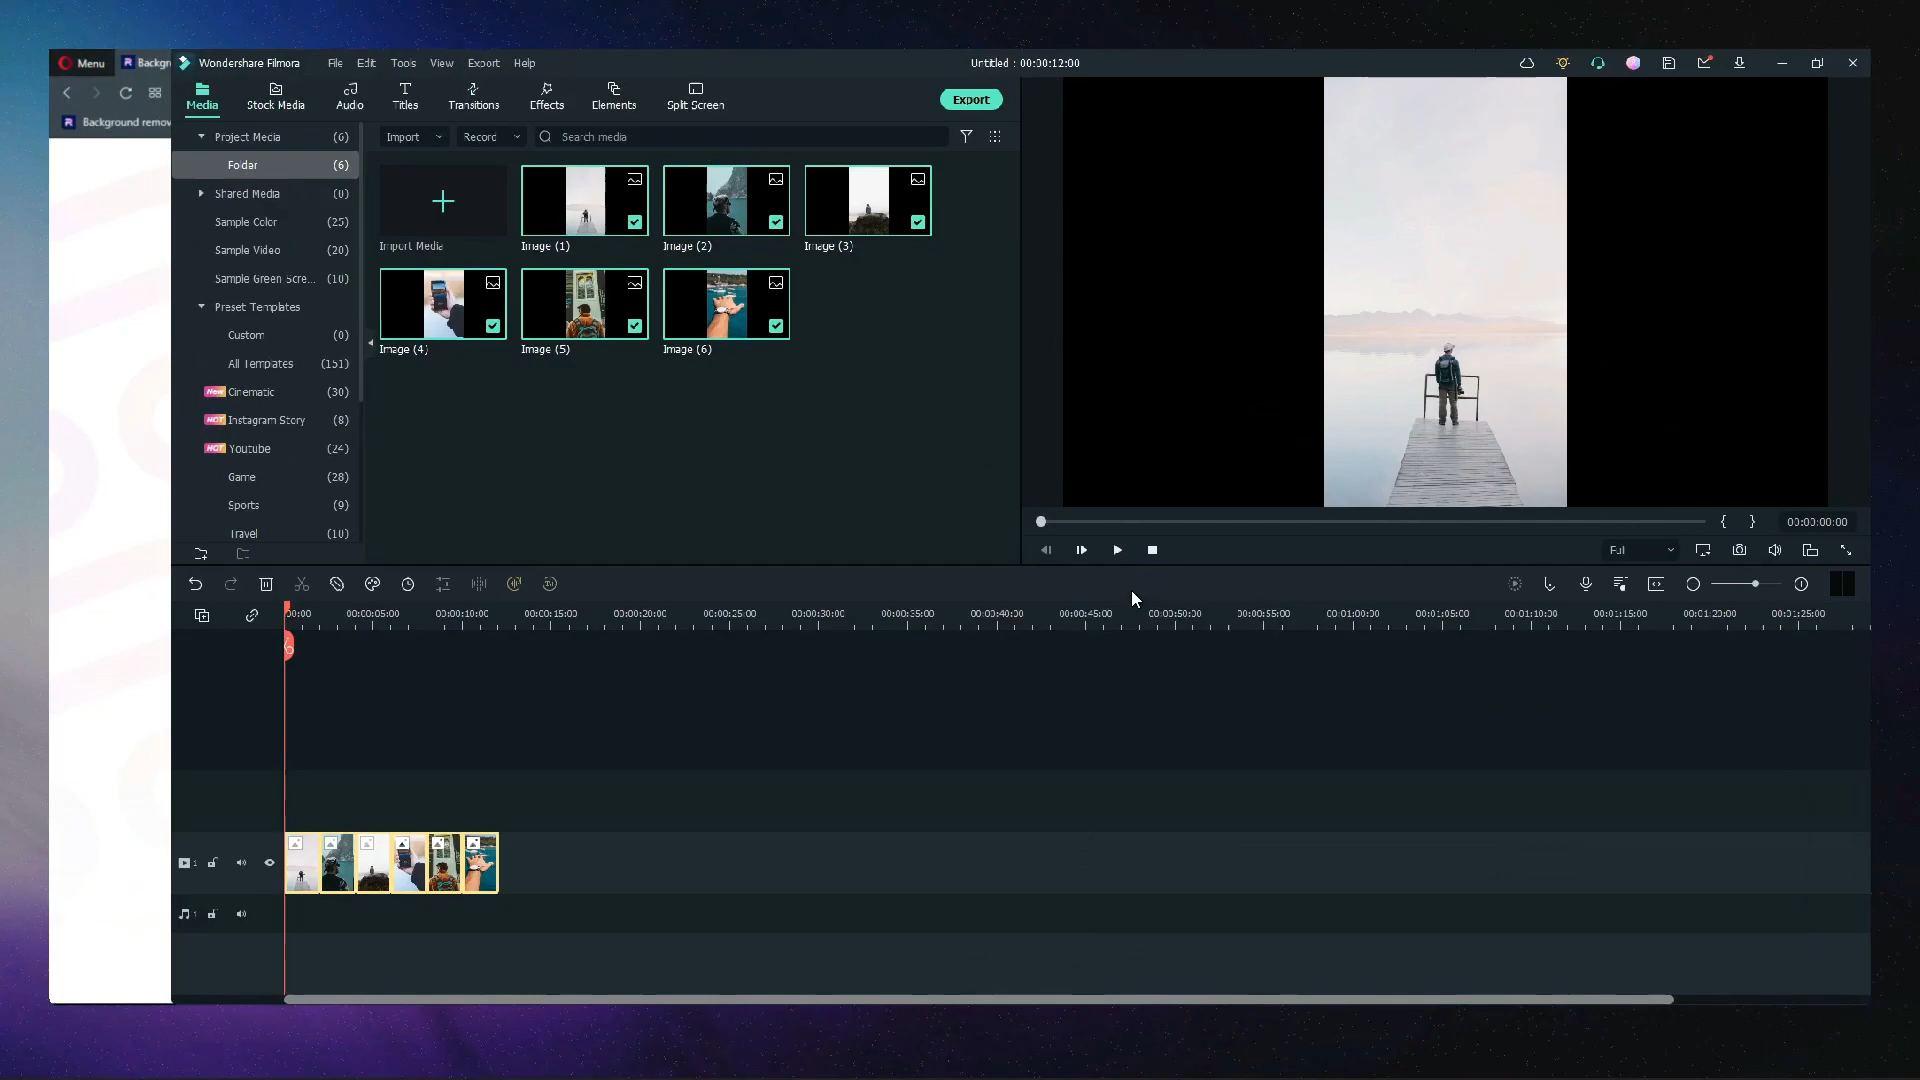 Menu
Backgr
Background remov
Wondershare Filmora
File Edit Tools View Export Help
Untitled : 00:00:12:00
Media Stock Media Audio Titles Transitions Effects Elements Split Screen
Export
Project Media (6)
Folder (6)
Shared Media (0)
Sample Color (25)
Sample Video (20)
Sample Green Scre... (10)
Preset Templates
Custom (0)
All Templates (151)
New Cinematic (30)
HOT Instagram Story (8)
HOT Youtube (24)
Game (28)
Sports (9)
Travel (10)
Import Record Search media
Import Media Image (1) Image (2) Image (3)
Image (4) Image (5) Image (6)
{ } 00:00:00:00
Full
00:00 00:00:05:00 00:00:10:00 00:00:15:00 00:00:20:00 00:00:25:00 00:00:30:00 00:00:35:00 00:00:40:00 00:00:45:00 00:00:50:00 00:00:55:00 00:01:00:00 00:01:05:00 00:01:10:00 00:01:15:00 00:01:20:00 00:01:25:00
1
1